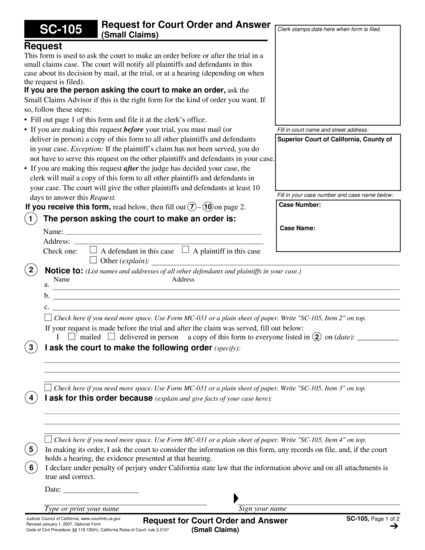 SC-105
Request for Court Order and Answer
(Small Claims)
Clerk stamps date here when form is filed.
Request
This form is used to ask the court to make an order before or after the trial in a
small claims case. The court will notify all plaintiffs and defendants in this
case about its decision by mail, at the trial, or at a hearing (depending on when
the request is filed).
If you are the person asking the court to make an order, ask the
Small Claims Advisor if this is the right form for the kind of order you want. If
so, follow these steps:
• Fill out page 1 of this form and file it at the clerk's office.
• If you are making this request before your trial, you must mail (or
deliver in person) a copy of this form to all other plaintiffs and defendants
in your case. Exception: If the plaintiff's claim has not been served, you do
not have to serve this request on the other plaintiffs and defendants in your case.
• If you are making this request after the judge has decided your case, the
clerk will mail a copy of this form to all other plaintiffs and defendants in
your case. The court will give the other plaintiffs and defendants at least 10
days to answer this Request.
If you receive this form, read below, then fill out 7 – 10 on page 2.
Fill in court name and street address:
Superior Court of California, County of
Fill in your case number and case name below:
Case Number:
Case Name:
1 The person asking the court to make an order is:
Name:
Address:
Check one: A defendant in this case A plaintiff in this case
Other (explain):
2 Notice to: (List names and addresses of all other defendants and plaintiffs in your case.)
Name Address
a.
b.
c.
Check here if you need more space. Use Form MC-031 or a plain sheet of paper. Write "SC-105, Item 2" on top.
If your request is made before the trial and after the claim was served, fill out below:
I mailed delivered in person a copy of this form to everyone listed in 2 on (date):
3 I ask the court to make the following order (specify):
Check here if you need more space. Use Form MC-031 or a plain sheet of paper. Write "SC-105, Item 3" on top.
4 I ask for this order because (explain and give facts of your case here):
Check here if you need more space. Use Form MC-031 or a plain sheet of paper. Write "SC-105, Item 4" on top.
5 In making its order, I ask the court to consider the information on this form, any records on file, and, if the court
holds a hearing, the evidence presented at that hearing.
6 I declare under penalty of perjury under California state law that the information above and on all attachments is
true and correct.
Date:
Type or print your name Sign your name
Judicial Council of California, www.courtinfo.ca.gov
Revised January 1, 2007, Optional Form
Code of Civil Procedure, §§ 116.130(h), California Rules of Court, rule 3.2107
Request for Court Order and Answer
(Small Claims)
SC-105, Page 1 of 2